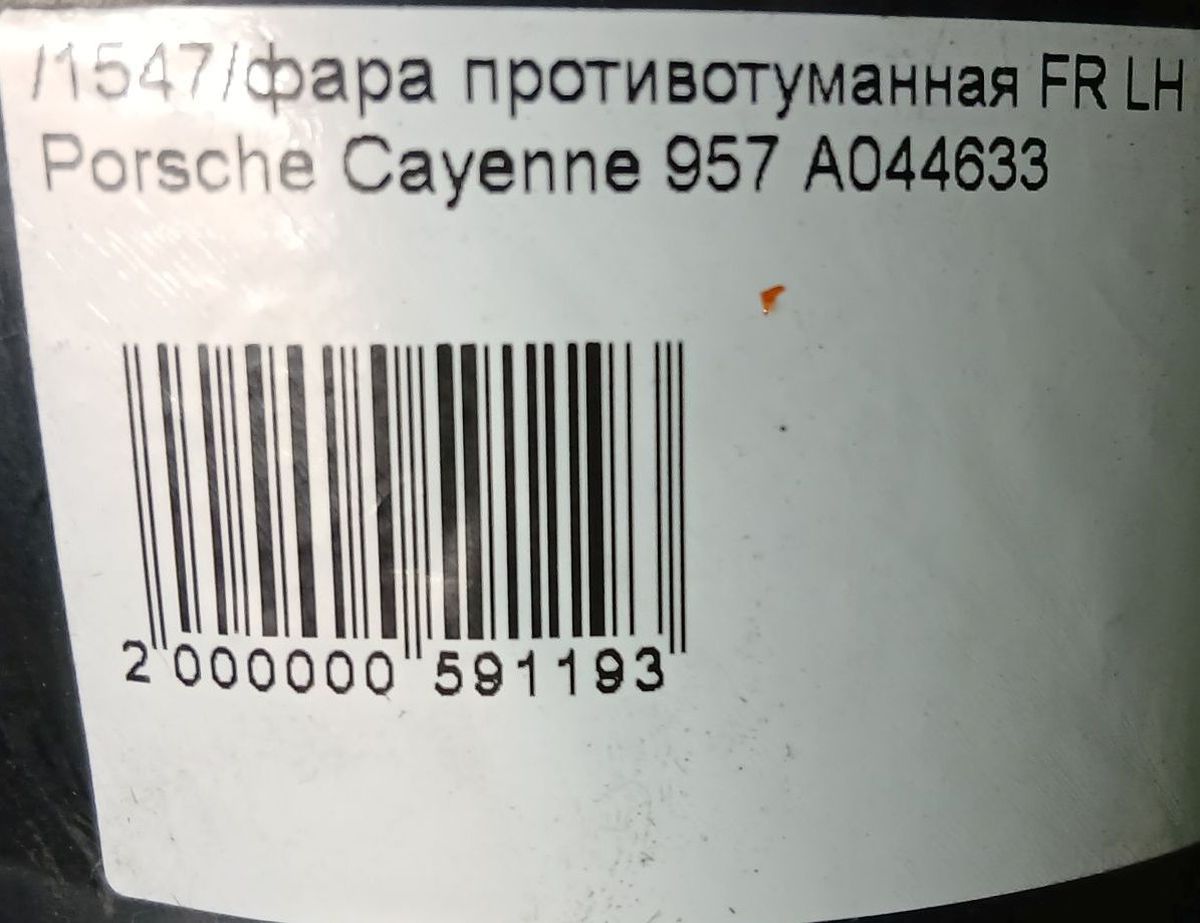 /1547/фара противотуманная FR LH
Porsche Cayenne 957 A044633
2 000000 591193